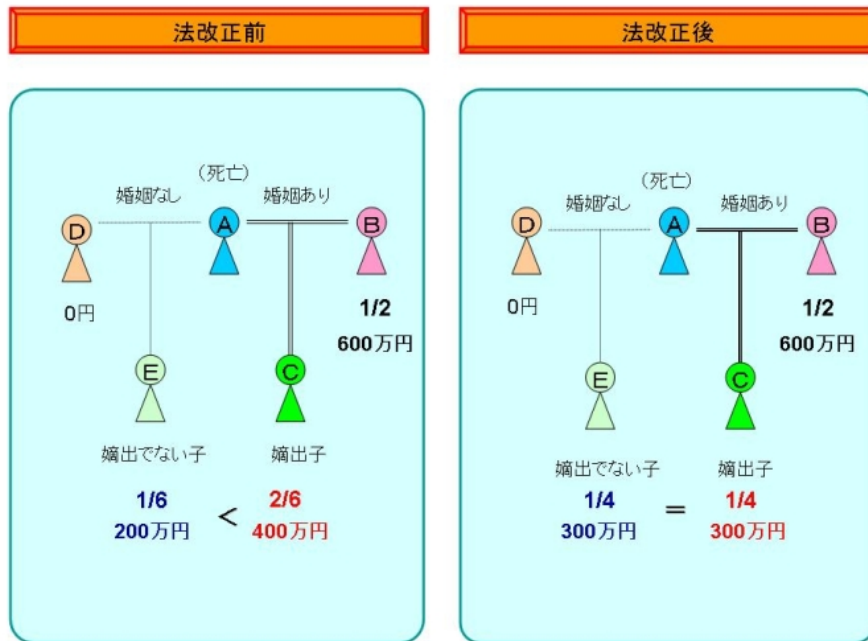 法改正前
(死亡)
婚姻なし
婚姻あり
D
A
B
0円
1/2
600万円
E
C
嫡出でない子
嫡出子
1/6
<
2/6
200万円
400万円
法改正後
(死亡)
婚姻なし
婚姻あり
D
A
B
0円
1/2
600万円
E
C
嫡出でない子
嫡出子
1/4
=
1/4
300万円
300万円